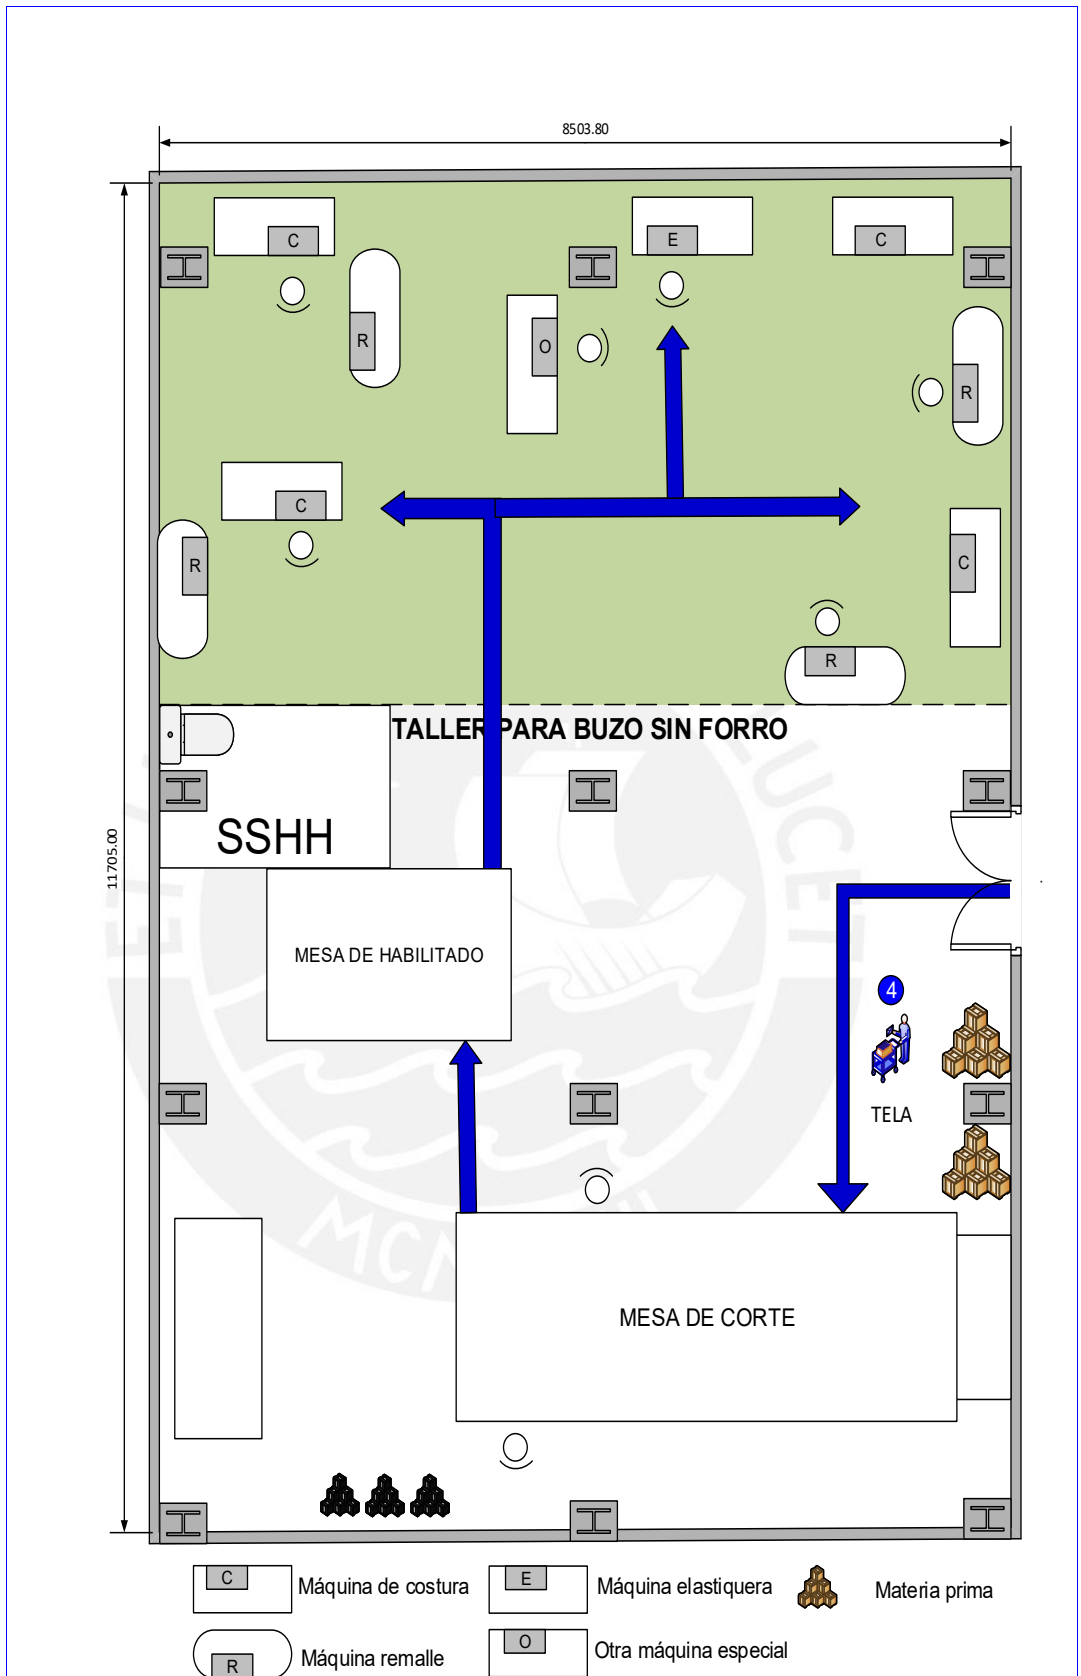 8503.80
C
E
C
R
O
R
C
R
C
R
TALLER PARA BUZO SIN FORRO
SSHH
11705.00
MESA DE HABILITADO
4
TELA
MESA DE CORTE
C Máquina de costura E Máquina elastiquera Materia prima
R Máquina remalle O Otra máquina especial